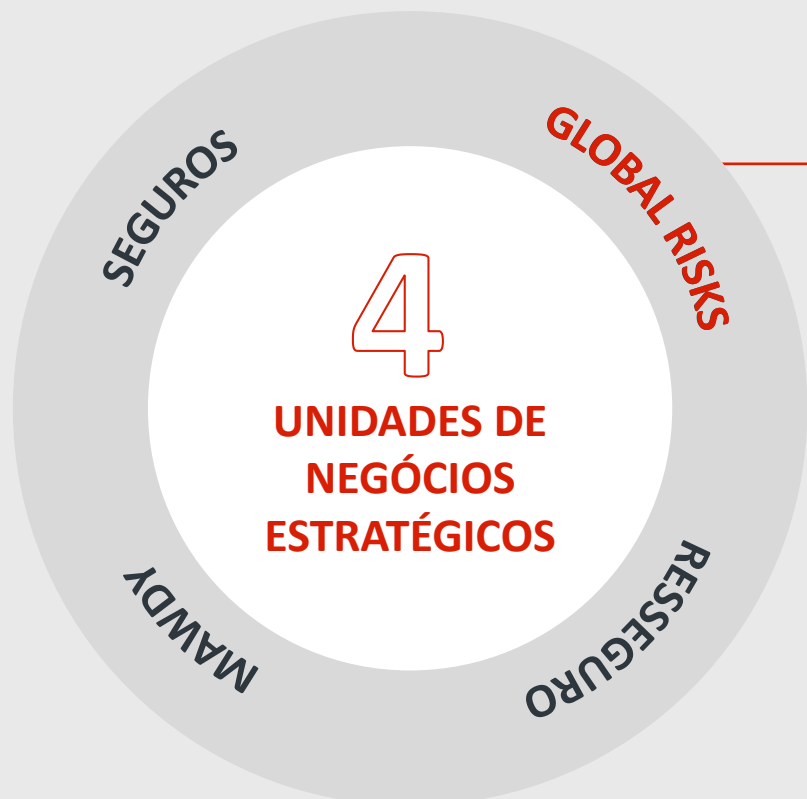 SEGUROS
GLOBAL RISKS
4
UNIDADES DE
NEGÓCIOS
ESTRATÉGICOS
MAWDY
RESSEGURO